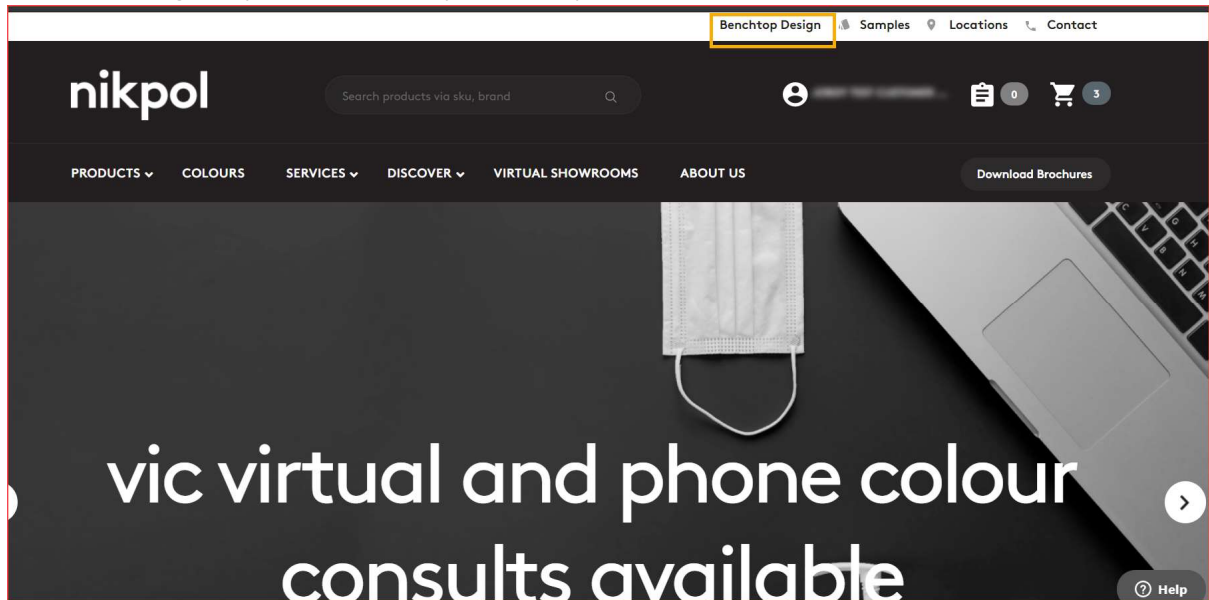 Benchtop Design Samples Locations Contact
nikpol
Search products via sku, brand
0
3
PRODUCTS COLOURS SERVICES DISCOVER VIRTUAL SHOWROOMS ABOUT US
Download Brochures
vic virtual and phone colour
consults available
Help